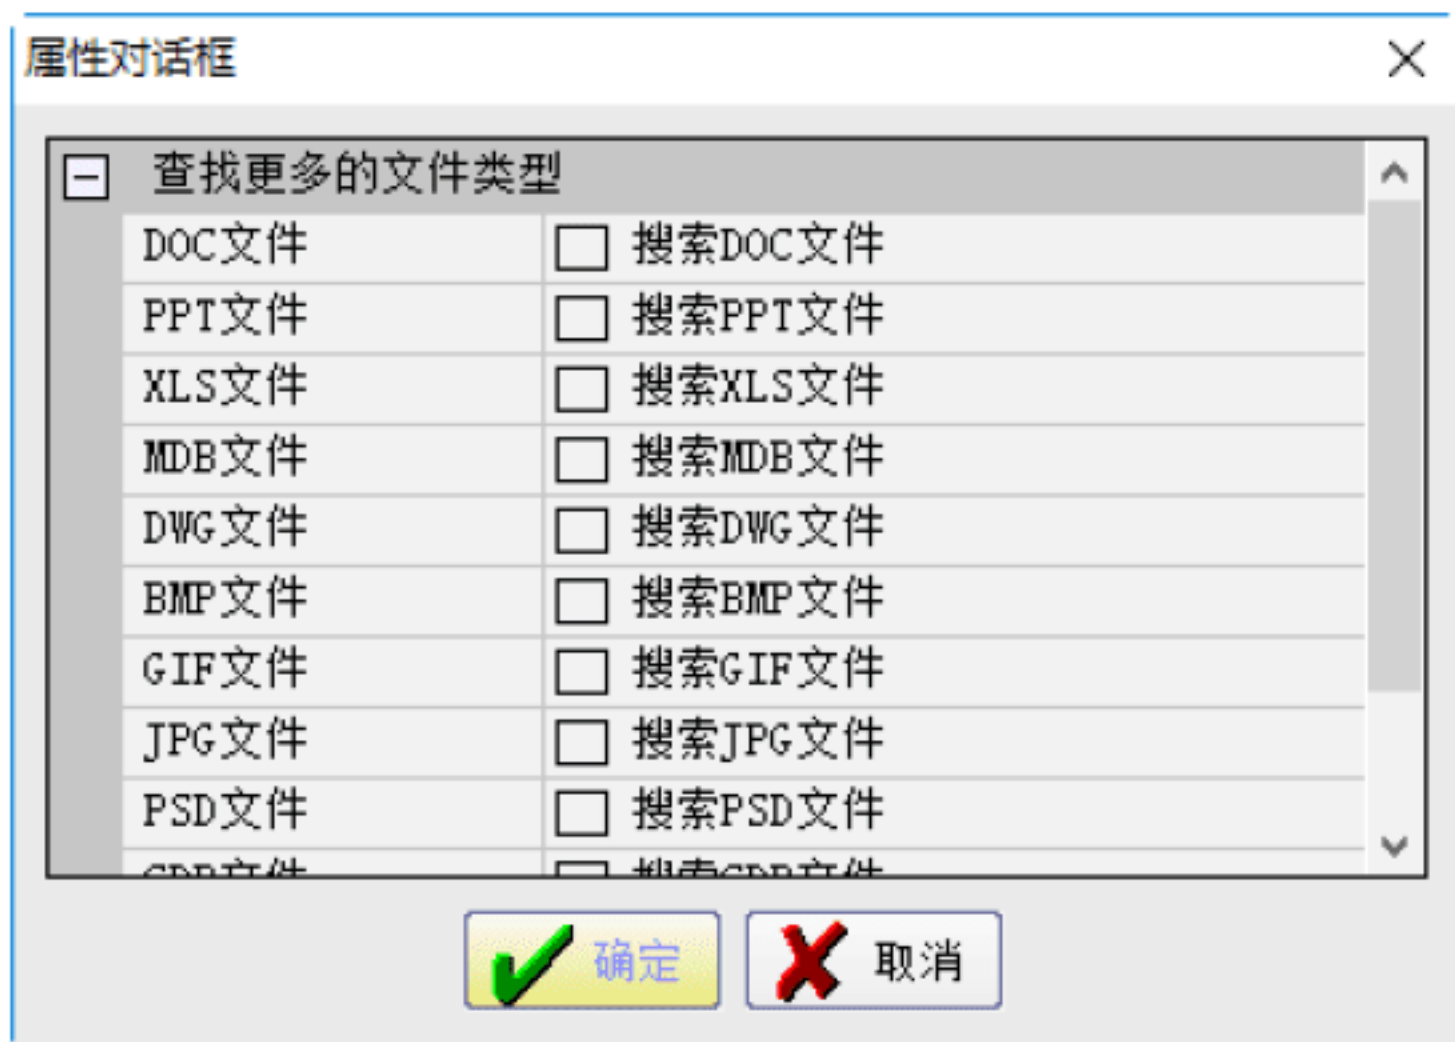 属性对话框
查找更多的文件类型
DOC文件 搜索DOC文件
PPT文件 搜索PPT文件
XLS文件 搜索XLS文件
MDB文件 搜索MDB文件
DWG文件 搜索DWG文件
BMP文件 搜索BMP文件
GIF文件 搜索GIF文件
JPG文件 搜索JPG文件
PSD文件 搜索PSD文件
确定 取消